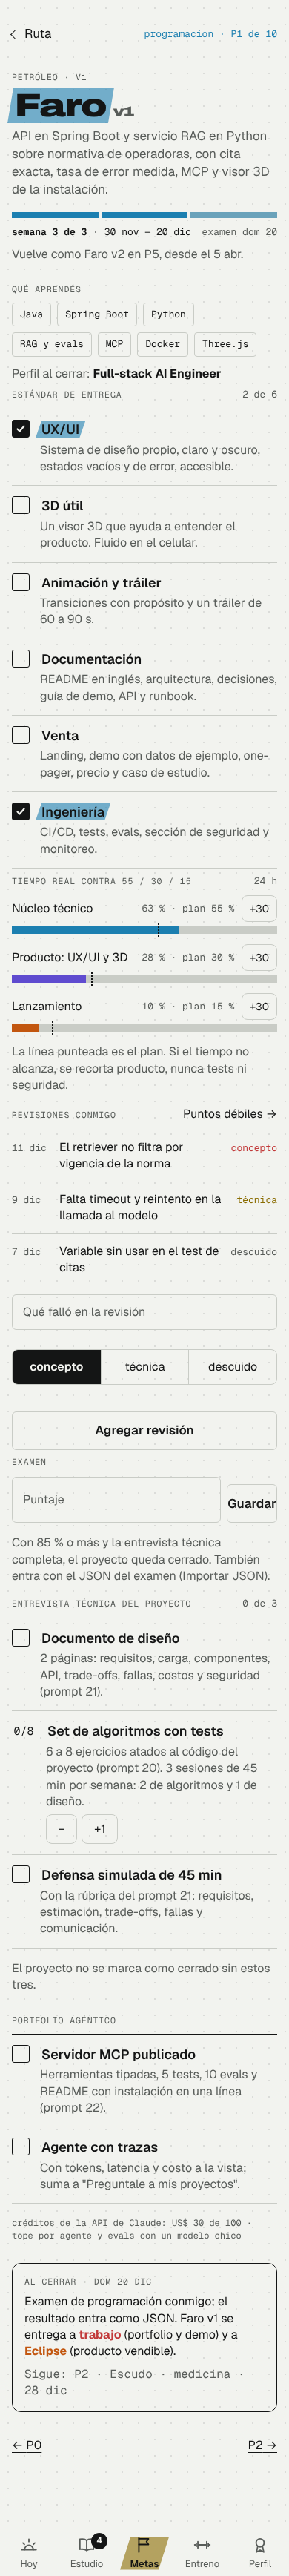 Ruta
programacion · P1 de 10
PETRÓLEO · V1
Faro v1
API en Spring Boot y servicio RAG en Python
sobre normativa de operadoras, con cita
exacta, tasa de error medida, MCP y visor 3D
de la instalación.
semana 3 de 3 · 30 nov — 20 dic examen dom 20
Vuelve como Faro v2 en P5, desde el 5 abr.
QUÉ APRENDÉS
Java Spring Boot Python
RAG y evals MCP Docker Three.js
Perfil al cerrar: Full-stack AI Engineer
ESTÁNDAR DE ENTREGA 2 de 6
UX/UI
Sistema de diseño propio, claro y oscuro,
estados vacíos y de error, accesible.
3D útil
Un visor 3D que ayuda a entender el
producto. Fluido en el celular.
Animación y tráiler
Transiciones con propósito y un tráiler de
60 a 90 s.
Documentación
README en inglés, arquitectura, decisiones,
guía de demo, API y runbook.
Venta
Landing, demo con datos de ejemplo, one-
pager, precio y caso de estudio.
Ingeniería
CI/CD, tests, evals, sección de seguridad y
monitoreo.
TIEMPO REAL CONTRA 55 / 30 / 15 24 h
Núcleo técnico 63 % · plan 55 % +30
Producto: UX/UI y 3D 28 % · plan 30 % +30
Lanzamiento 10 % · plan 15 % +30
La línea punteada es el plan. Si el tiempo no
alcanza, se recorta producto, nunca tests ni
seguridad.
REVISIONES CONMIGO Puntos débiles →
11 dic El retriever no filtra por concepto
vigencia de la norma
9 dic Falta timeout y reintento en la técnica
llamada al modelo
7 dic Variable sin usar en el test de descuido
citas
Qué falló en la revisión
concepto técnica descuido
Agregar revisión
EXAMEN
Puntaje Guardar
Con 85 % o más y la entrevista técnica
completa, el proyecto queda cerrado. También
entra con el JSON del examen (Importar JSON).
ENTREVISTA TÉCNICA DEL PROYECTO 0 de 3
Documento de diseño
2 páginas: requisitos, carga, componentes,
API, trade-offs, fallas, costos y seguridad
(prompt 21).
0/8 Set de algoritmos con tests
6 a 8 ejercicios atados al código del
proyecto (prompt 20). 3 sesiones de 45
min por semana: 2 de algoritmos y 1 de
diseño.
− +1
Defensa simulada de 45 min
Con la rúbrica del prompt 21: requisitos,
estimación, trade-offs, fallas y
comunicación.
El proyecto no se marca como cerrado sin estos
tres.
PORTFOLIO AGÉNTICO
Servidor MCP publicado
Herramientas tipadas, 5 tests, 10 evals y
README con instalación en una línea
(prompt 22).
Agente con trazas
Con tokens, latencia y costo a la vista;
suma a "Preguntale a mis proyectos".
créditos de la API de Claude: US$ 30 de 100 ·
tope por agente y evals con un modelo chico
AL CERRAR · DOM 20 DIC
Examen de programación conmigo; el
resultado entra como JSON. Faro v1 se
entrega a trabajo (portfolio y demo) y a
Eclipse (producto vendible).
Sigue: P2 · Escudo · medicina ·
28 dic
← P0 P2 →
4
Hoy Estudio Metas Entreno Perfil